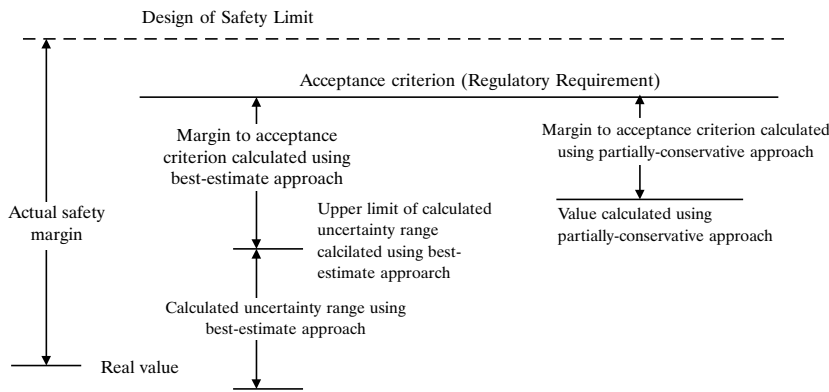 Design of Safety Limit
Acceptance criterion (Regulatory Requirement)
Margin to acceptance
criterion calculated using
best-estimate approach
Margin to acceptance criterion calculated
using partially-conservative approach
Actual safety
margin
Upper limit of calculated
uncertainty range
calcilated using best-
estimate approarch
Value calculated using
partially-conservative approach
Calculated uncertainty range using
best-estimate approach
Real value